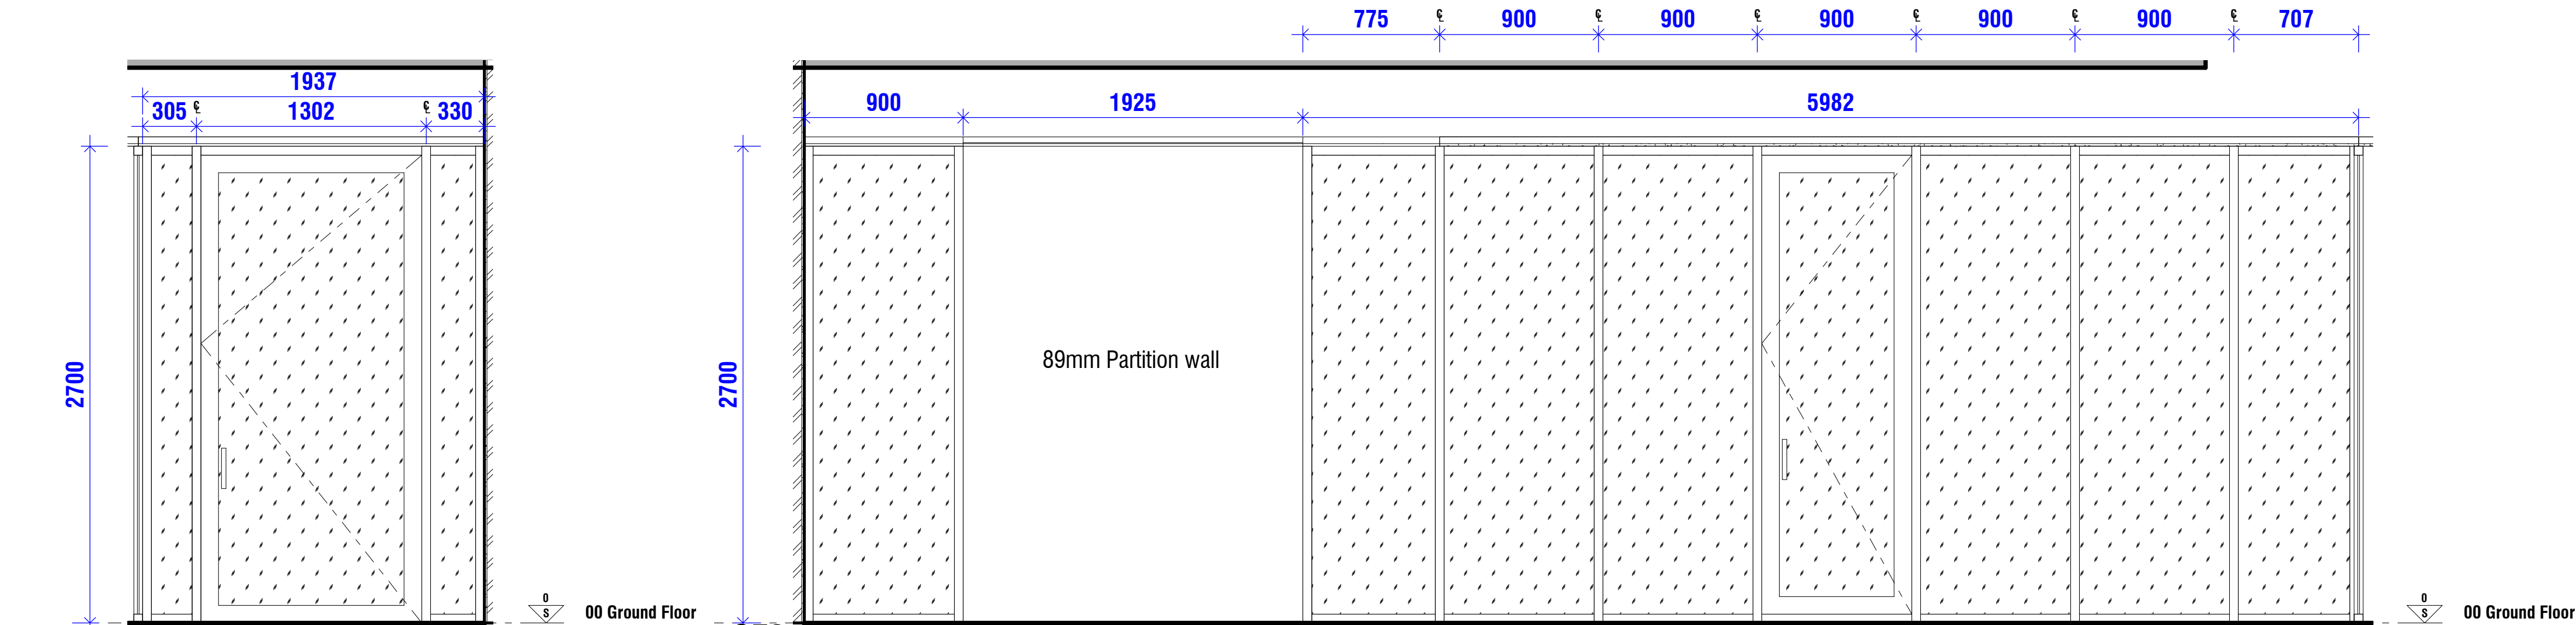 775 ℄ 900 ℄ 900 ℄ 900 ℄ 900 ℄ 900 ℄ 707
1937
305 ℄ 1302 ℄ 330
900 1925 5982
2700
2700
89mm Partition wall
0
S
00 Ground Floor
0
S
00 Ground Floor